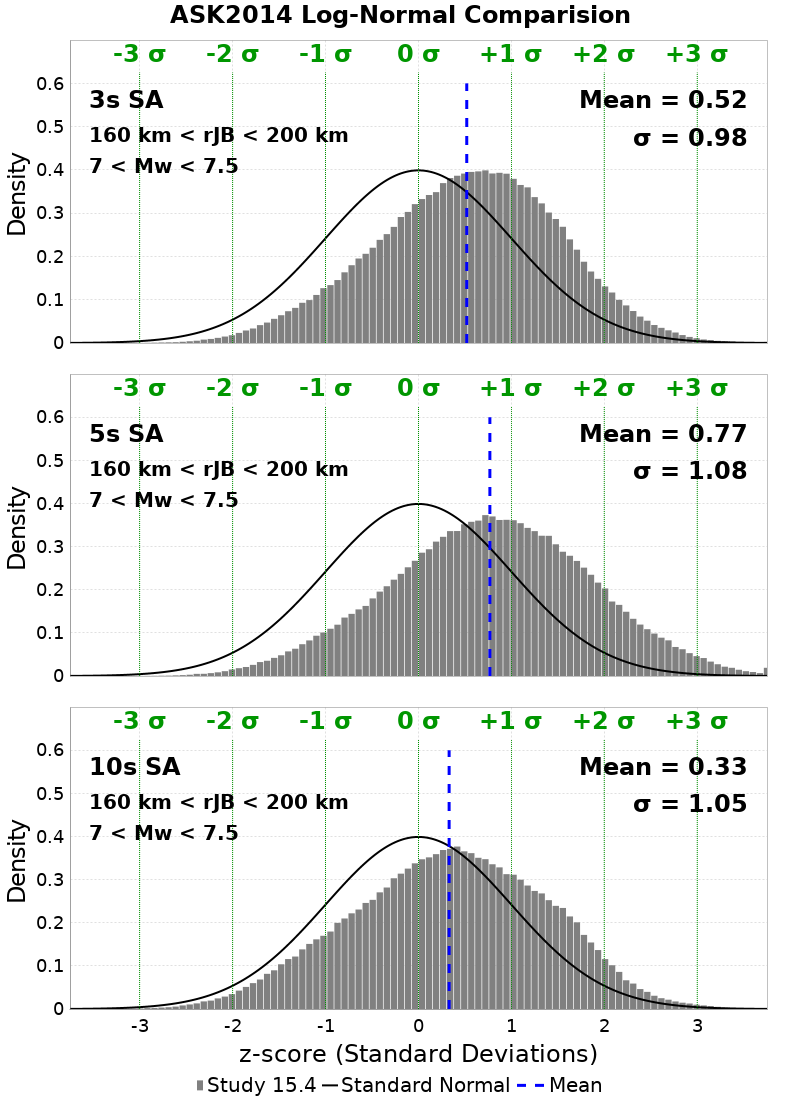 ASK2014 Log-Normal Comparision
-3 σ -2 σ -1 σ 0 σ +1 σ +2 σ +3 σ
0.6
3s SA Mean = 0.52
0.5
160 km < rJB < 200 km σ = 0.98
7 < Mw < 7.5
0.4
0.3
0.2
0.1
0
Density
-3 σ -2 σ -1 σ 0 σ +1 σ +2 σ +3 σ
0.6
5s SA Mean = 0.77
0.5
160 km < rJB < 200 km σ = 1.08
7 < Mw < 7.5
0.4
0.3
0.2
0.1
0
Density
-3 σ -2 σ -1 σ 0 σ +1 σ +2 σ +3 σ
0.6
10s SA Mean = 0.33
0.5
160 km < rJB < 200 km σ = 1.05
7 < Mw < 7.5
0.4
0.3
0.2
0.1
0
Density
-3 -2 -1 0 1 2 3
z-score (Standard Deviations)
Study 15.4 Standard Normal Mean